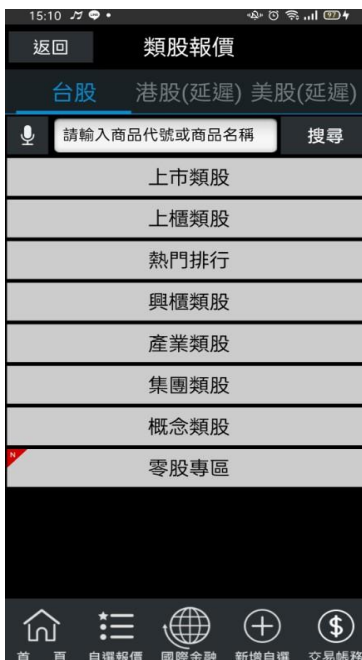 15:10
返回 類股報價
台股 港股(延遲) 美股(延遲)
請輸入商品代號或商品名稱 搜尋
上市類股
上櫃類股
熱門排行
興櫃類股
產業類股
集團類股
概念類股
N
零股專區
首 頁 自選報價 國際金融 新增自選 交易帳務